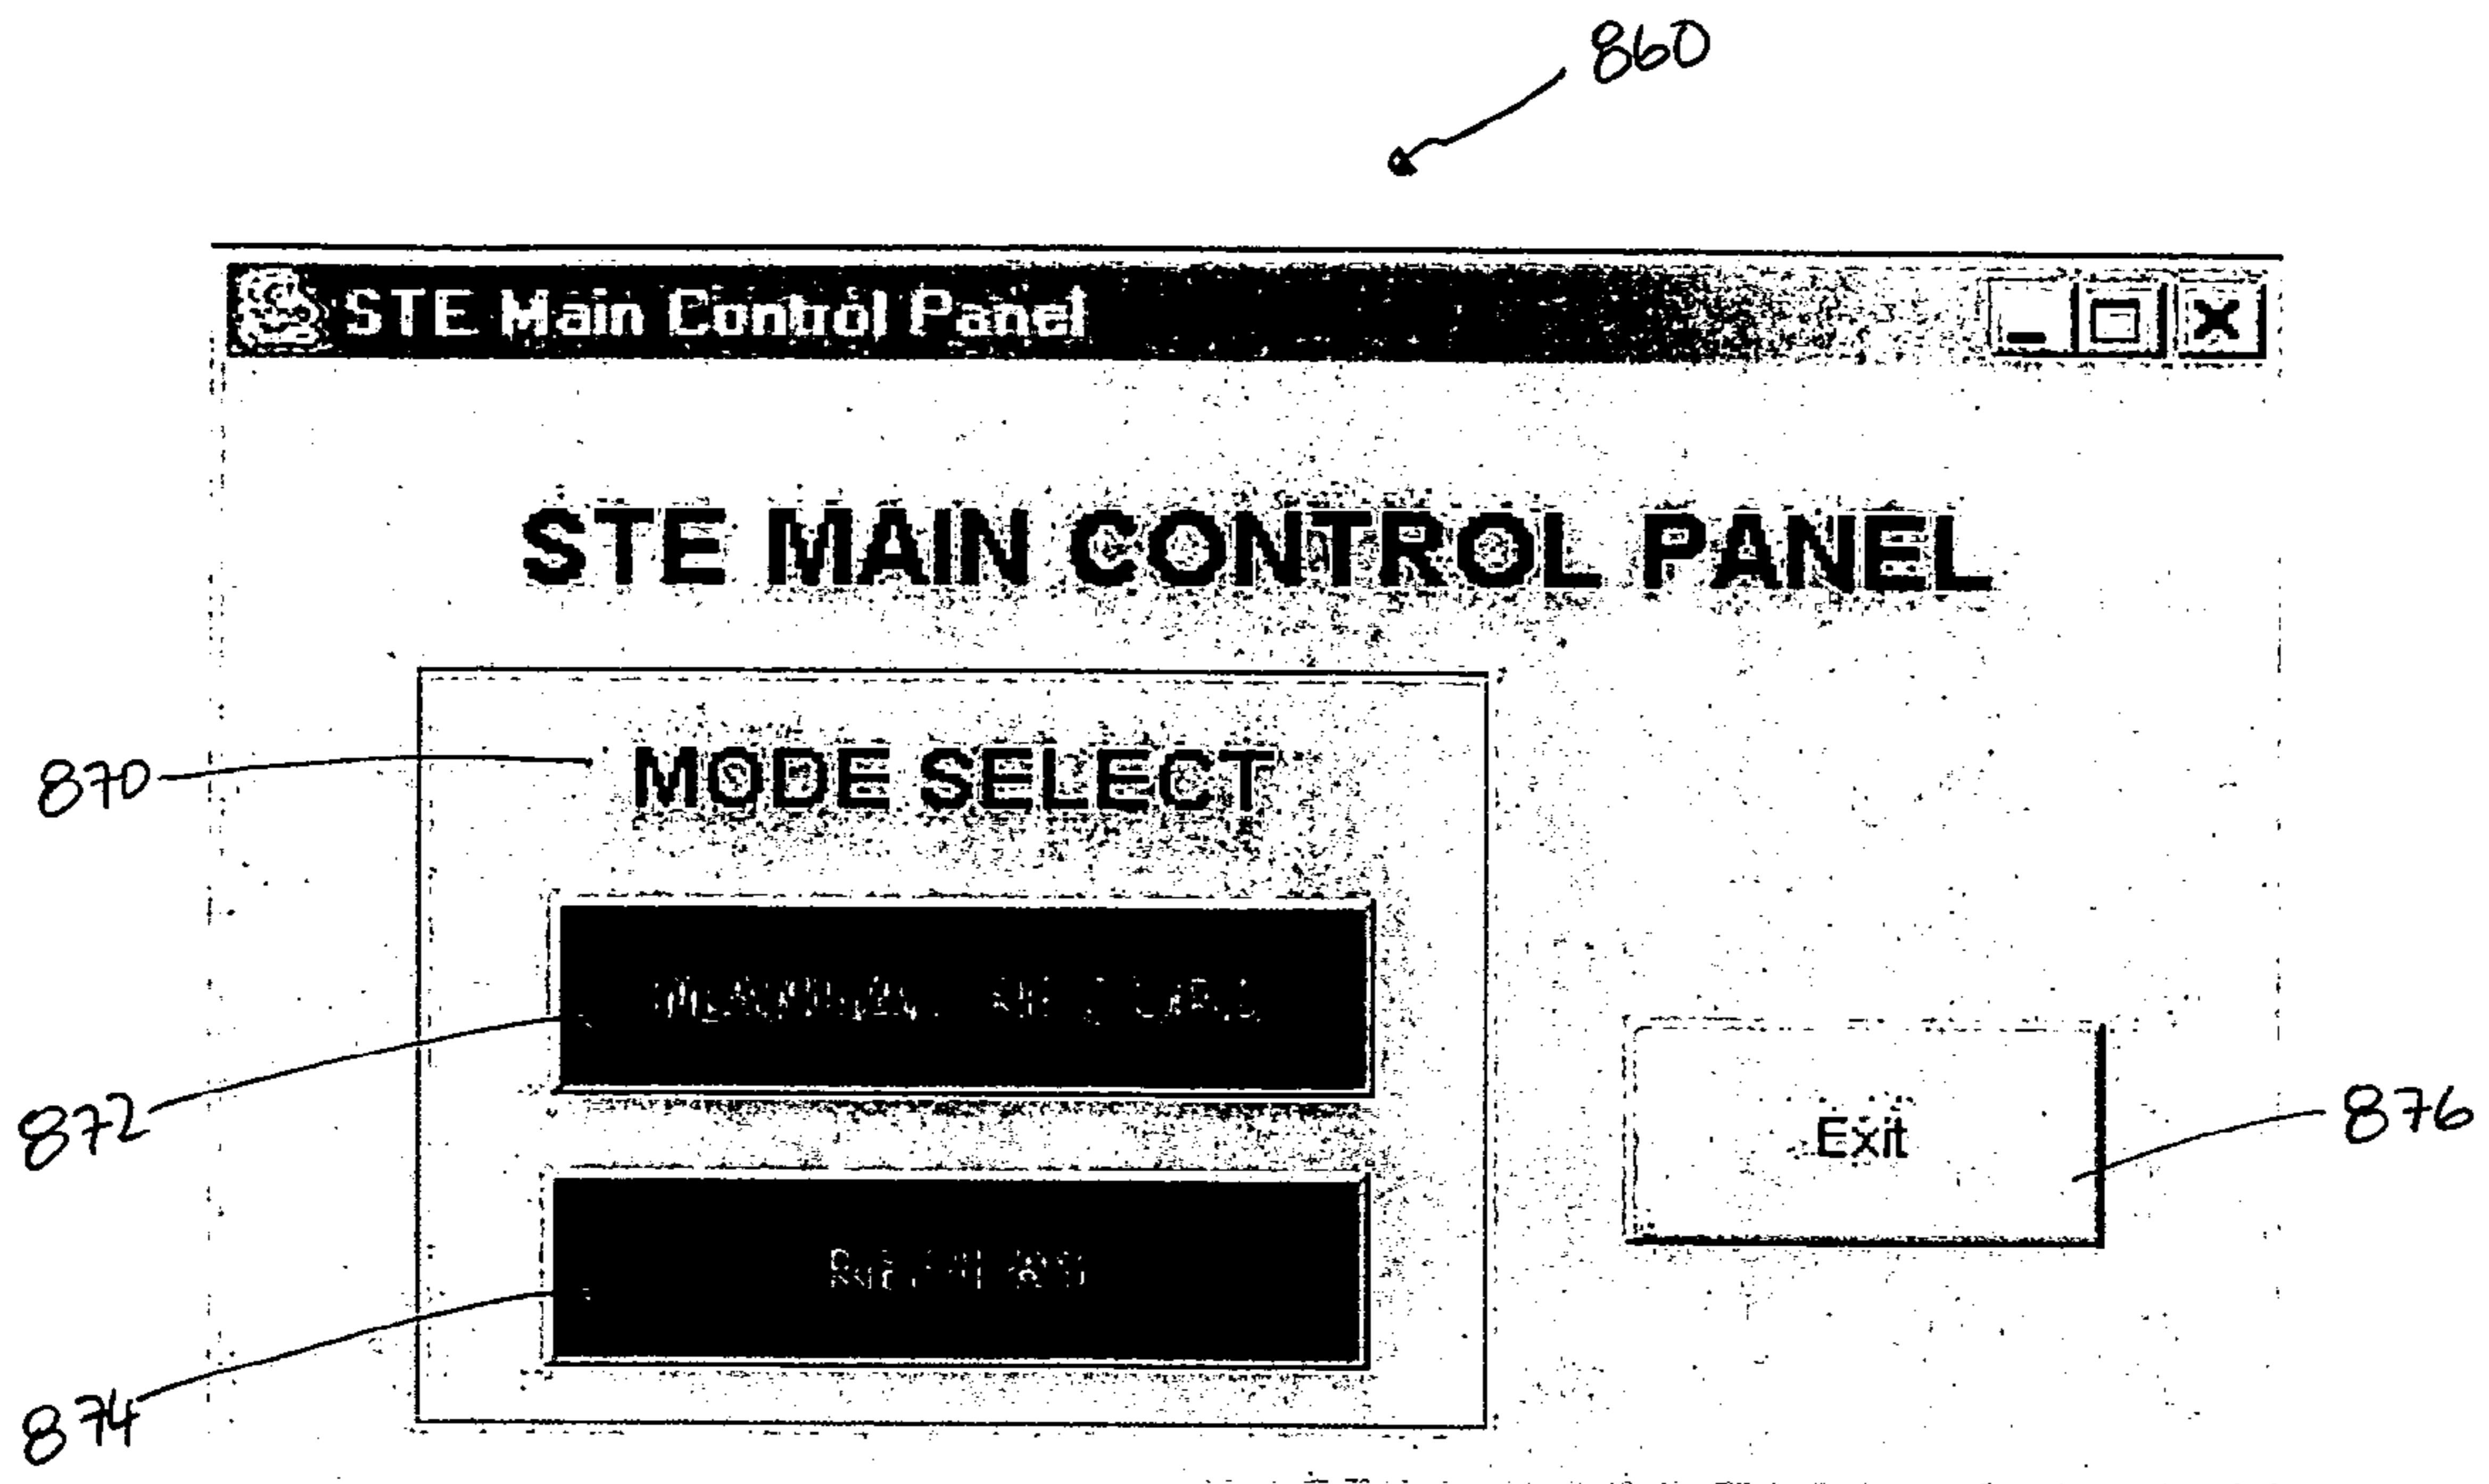 860
STE Main Control Panel
STE MAIN CONTROL PANEL
870
MODE SELECT
872
Exit
876
874